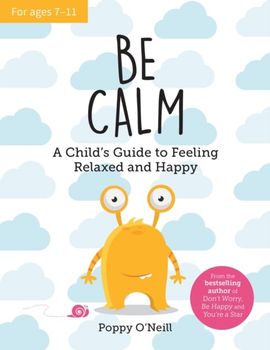 For ages 7–11
BE
CALM
A Child's Guide to Feeling
Relaxed and Happy
From the
bestselling
author of
Don't Worry,
Be Happy and
You're a Star
Poppy O'Neill